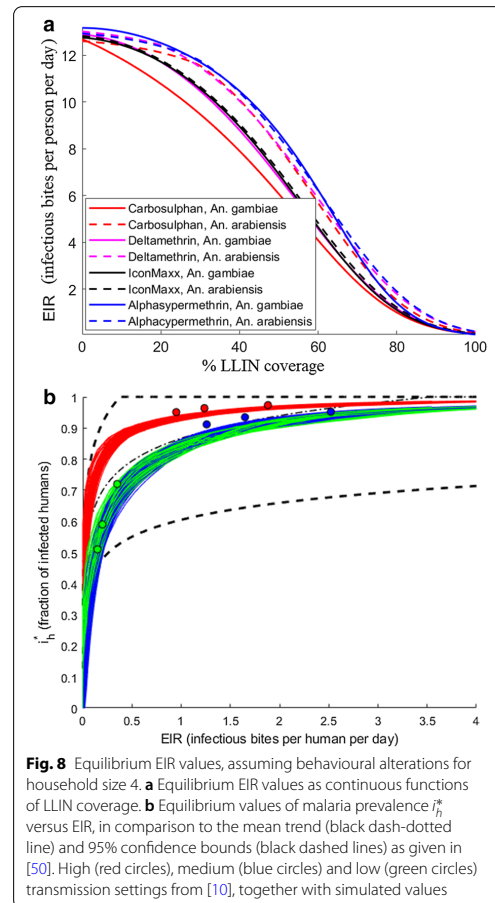 a
EIR (infectious bites per person per day)
12
10
8
6
4
2
Carbosulphan, An. gambiae
Carbosulphan, An. arabiensis
Deltamethrin, An. gambiae
Deltamethrin, An. arabiensis
IconMaxx, An. gambiae
IconMaxx, An. arabiensis
Alphasypermethrin, An. gambiae
Alphacypermethrin, An. arabiensis
0 20 40 60 80 100
% LLIN coverage
b
i*h (fraction of infected humans)
1
0.9
0.8
0.7
0.6
0.5
0.4
0.3
0.2
0.1
0
0 0.5 1 1.5 2 2.5 3 3.5 4
EIR (infectious bites per human per day)
Fig. 8 Equilibrium EIR values, assuming behavioural alterations for
household size 4. a Equilibrium EIR values as continuous functions
of LLIN coverage. b Equilibrium values of malaria prevalence i*h
versus EIR, in comparison to the mean trend (black dash-dotted
line) and 95% confidence bounds (black dashed lines) as given in
[50]. High (red circles), medium (blue circles) and low (green circles)
transmission settings from [10], together with simulated values